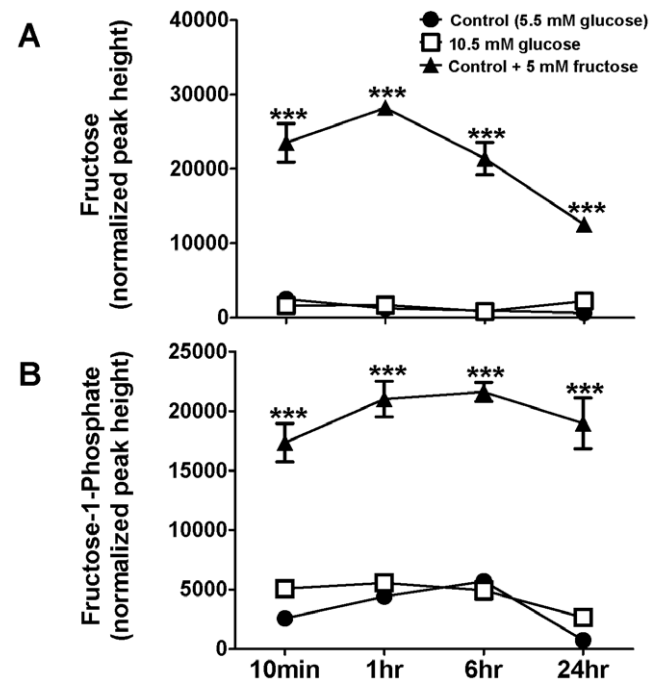 A
Fructose
(normalized peak height)
40000
30000
20000
10000
0
Control (5.5 mM glucose)
10.5 mM glucose
Control + 5 mM fructose
***
***
***
***
B
Fructose-1-Phosphate
(normalized peak height)
25000
20000
15000
10000
5000
0
***
***
***
***
10min 1hr 6hr 24hr